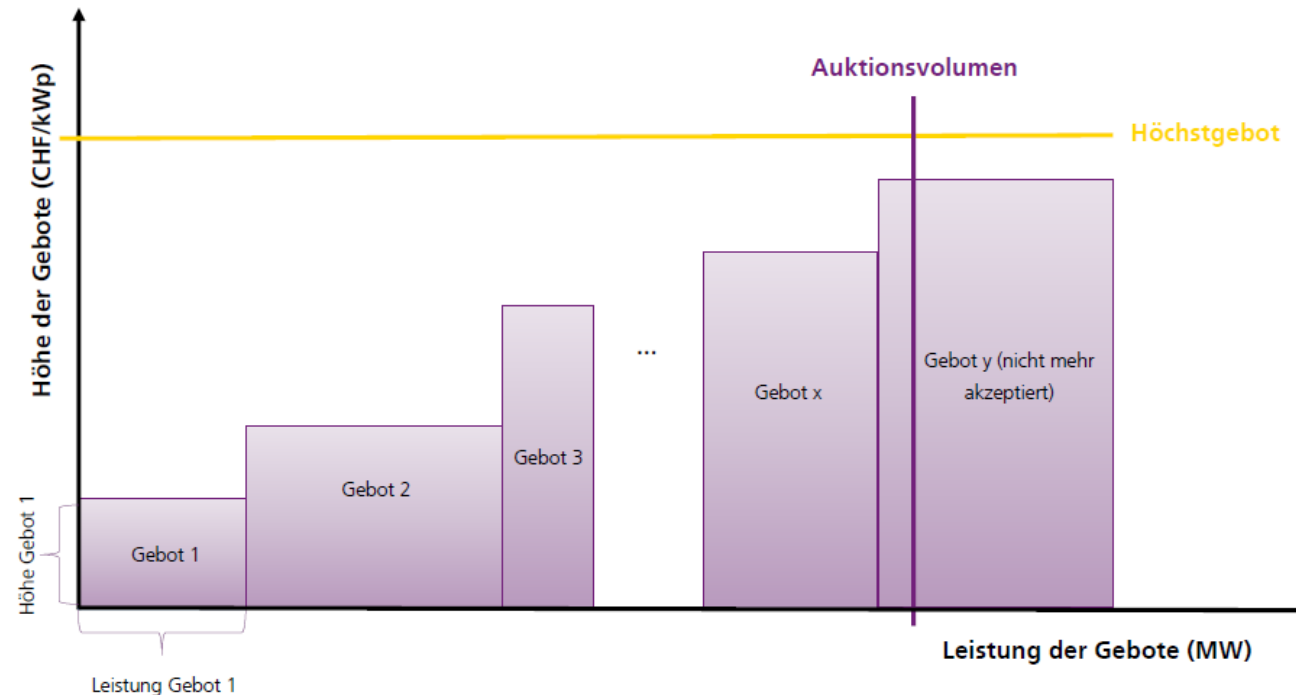 Auktionsvolumen
Höhe der Gebote (CHF/kWp)
Höchstgebot
...
Gebot y (nicht mehr
akzeptiert)
Gebot x
Gebot 3
Gebot 2
Gebot 1
Höhe Gebot 1
Leistung der Gebote (MW)
Leistung Gebot 1